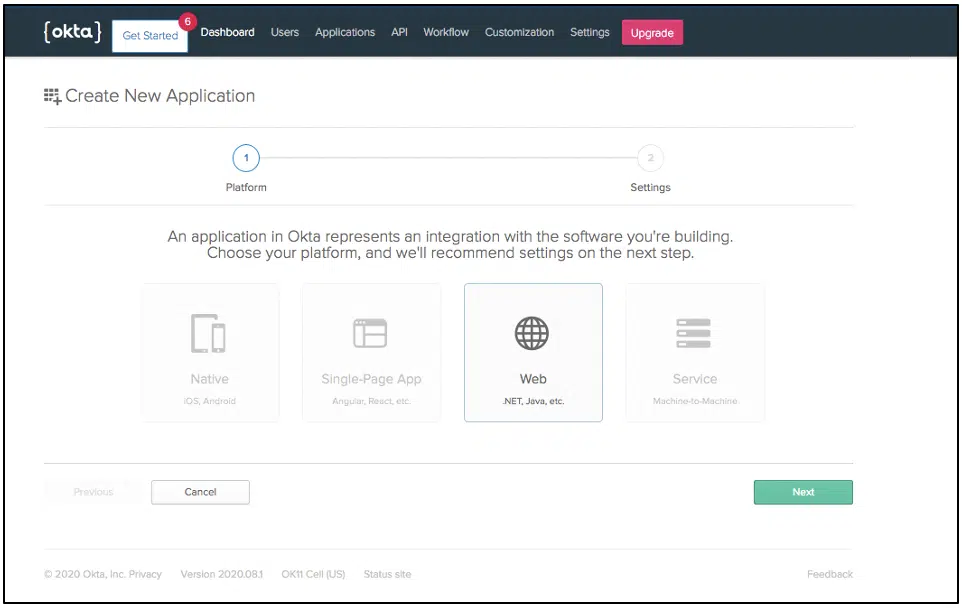 {okta} Get Started 6 Dashboard Users Applications API Workflow Customization Settings Upgrade
Create New Application
1 2
Platform Settings
An application in Okta represents an integration with the software you're building.
Choose your platform, and we'll recommend settings on the next step.
Native Single-Page App Web Service
iOS, Android Angular, React, etc. .NET, Java, etc. Machine-to-Machine
Previous Cancel Next
© 2020 Okta, Inc. Privacy Version 2020.08.1 OK11 Cell (US) Status site Feedback